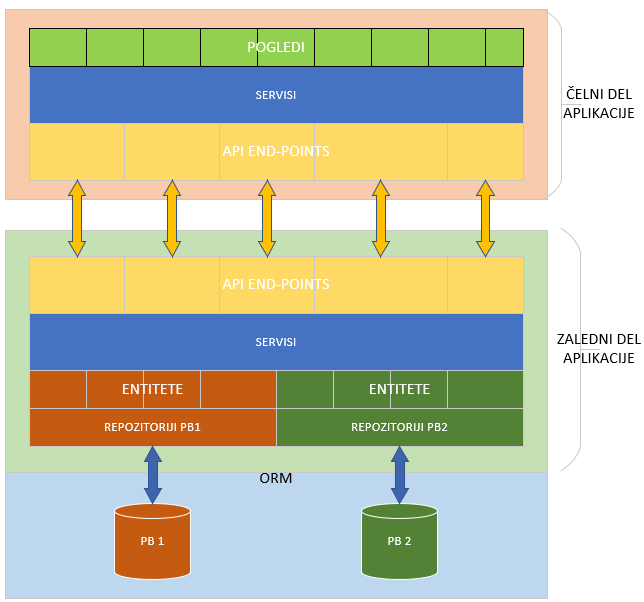 POGLEDI
SERVISI
API END-POINTS
ČELNI DEL
APLIKACIJE
API END-POINTS
SERVISI
ENTITETE
ENTITETE
REPOZITORIJI PB1
REPOZITORIJI PB2
ZALEDNI DEL
APLIKACIJE
ORM
PB 1
PB 2